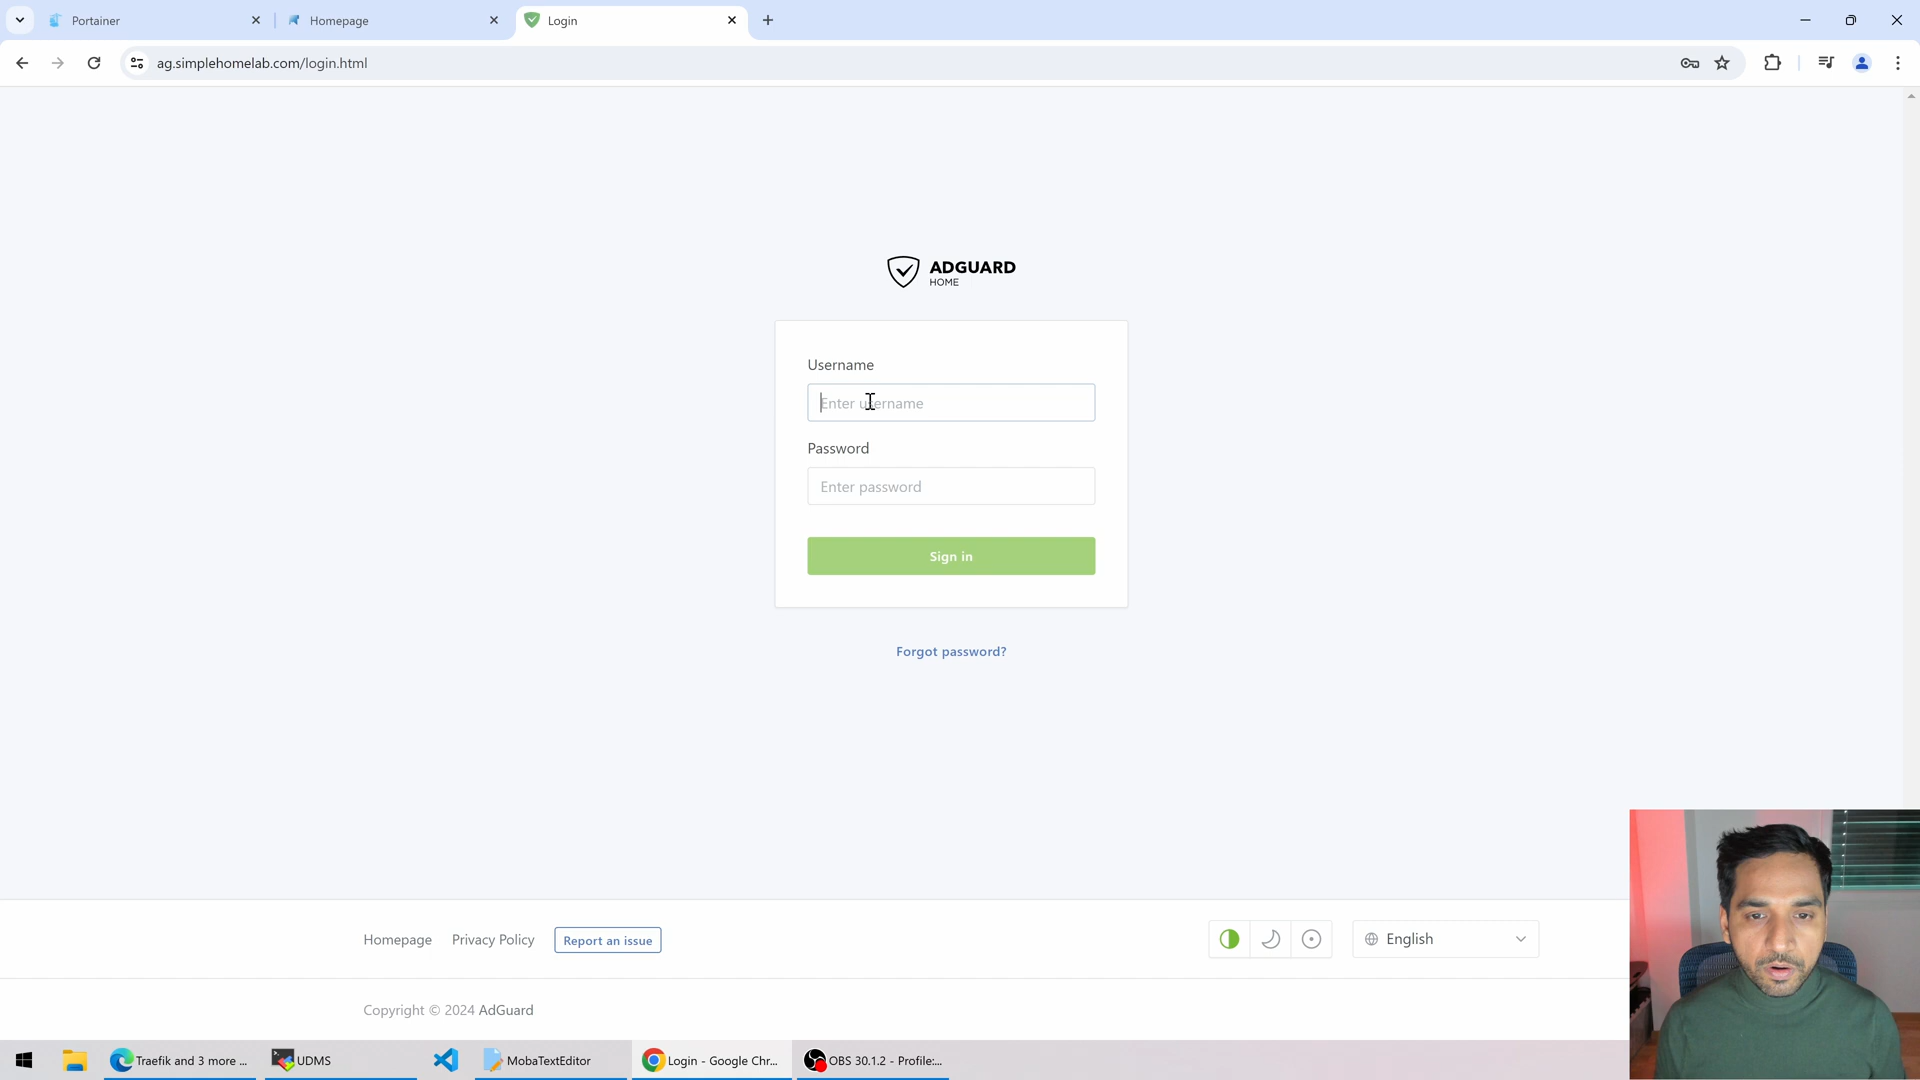 Portainer
Homepage
Login
ag.simplehomelab.com/login.html
ADGUARD
HOME
Username
Enter username
Password
Enter password
Sign in
Forgot password?
Homepage
Privacy Policy
Report an issue
English
Copyright © 2024 AdGuard
Traefik and 3 more ...
UDMS
MobaTextEditor
Login - Google Chr...
OBS 30.1.2 - Profile:...